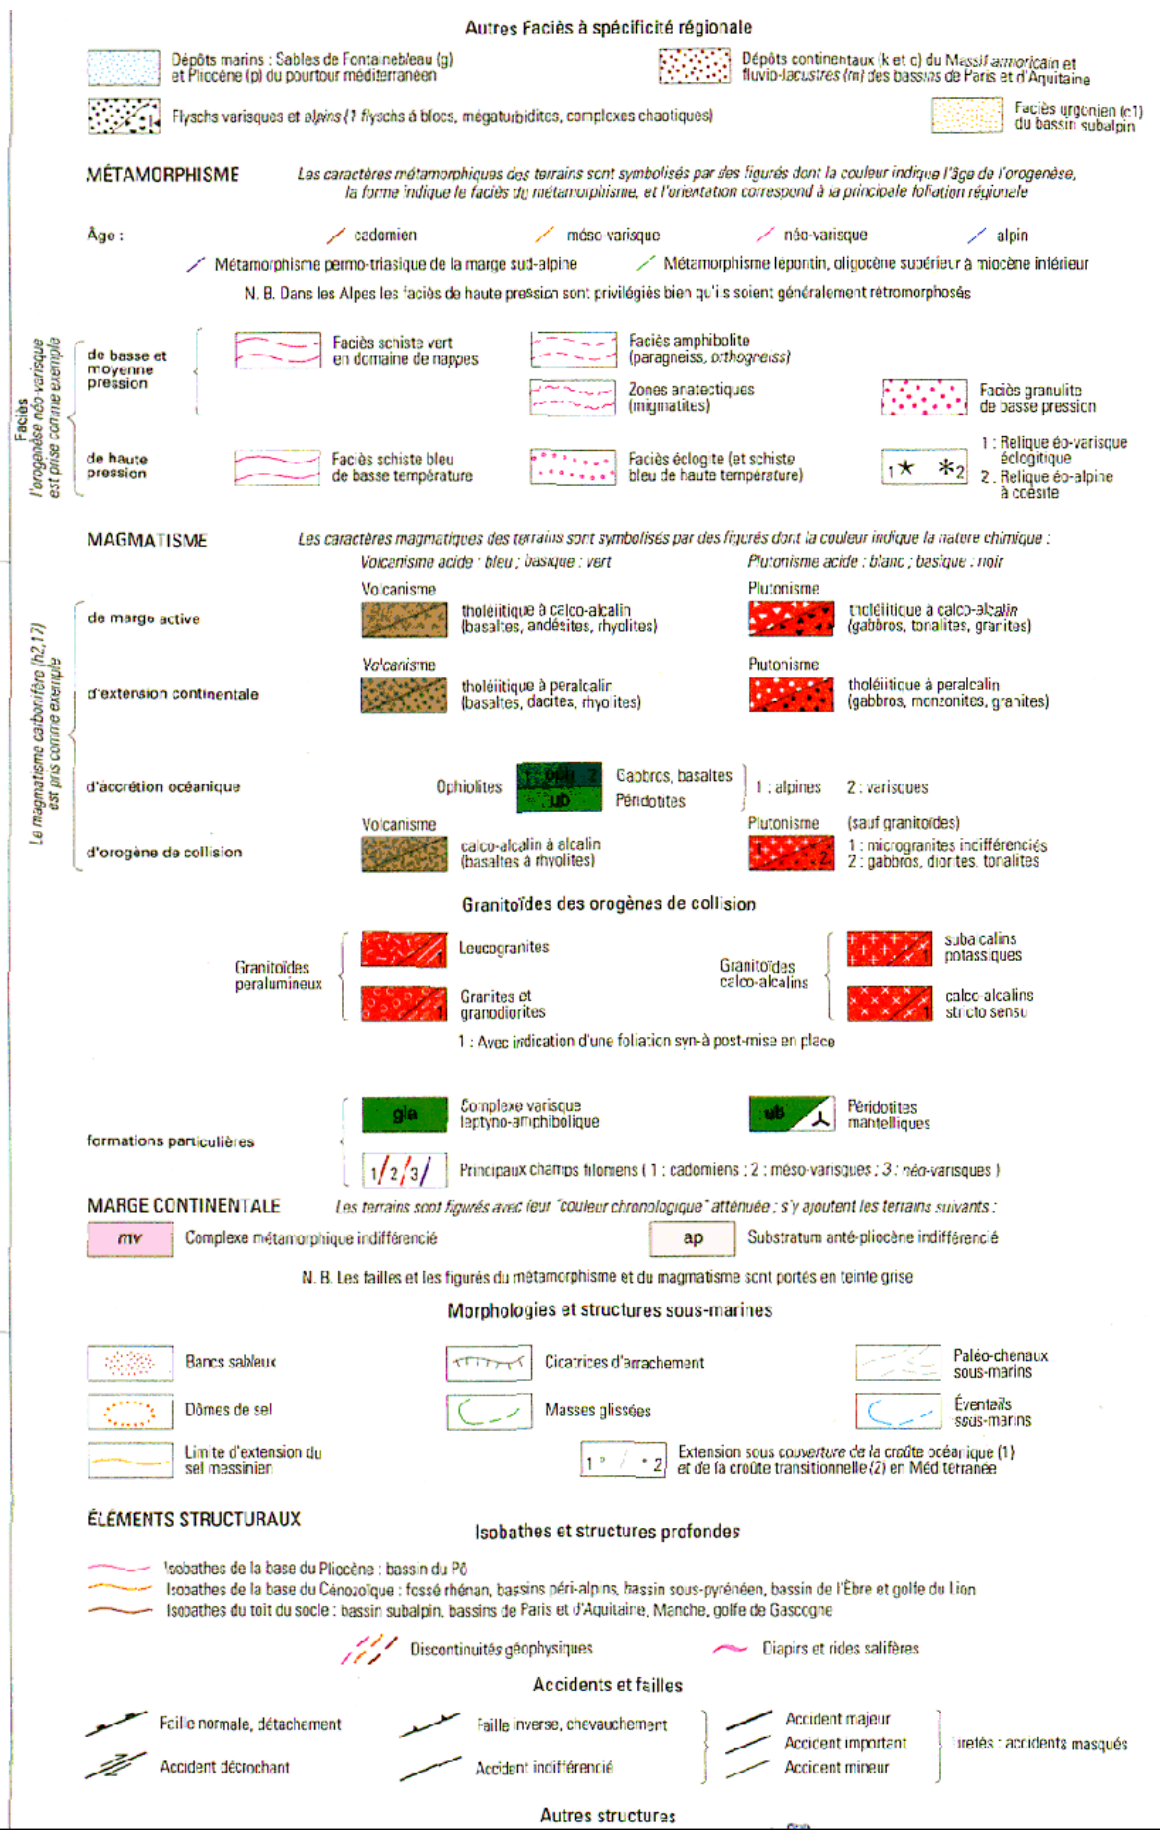 Autres Faciès à spécificité régionale
Dépôts marins : Sables de Fontainebleau (g)
et Pliocène (p) du pourtour méditerranéen
Dépôts continentaux (k et c) du Massif armoricain et
fluvio-lacustres (m) des bassins de Paris et d'Aquitaine
Flyschs varisques et alpins (1 flyschs à blocs, mégaturbidites, complexes chaotiques)
Faciès urgonien (c1)
du bassin subalpin
MÉTAMORPHISME
Les caractères métamorphiques des terrains sont symbolisés par des figurés dont la couleur indique l'âge de l'orogenèse,
la forme indique le faciès du métamorphisme, et l'orientation correspond à la principale foliation régionale
Âge :
cadomien
méso-varisque
néo-varisque
alpin
Métamorphisme permo-triasique de la marge sud-alpine
Métamorphisme lépontin, oligocène supérieur à miocène inférieur
N. B. Dans les Alpes les faciès de haute pression sont privilégiés bien qu'ils soient généralement rétromorphosés
Faciès
l'orogenèse néo-varisque
est prise comme exemple
de basse et
moyenne
pression
Faciès schiste vert
en domaine de nappes
Faciès amphibolite
(paragneiss, orthogneiss)
Zones anatectiques
(migmatites)
Faciès granulite
de basse pression
de haute
pression
Faciès schiste bleu
de basse température
Faciès éclogite (et schiste
bleu de haute température)
1 2
1 : Relique éo-varisque
éclogitique
2 . Relique éo-alpine
à coésite
MAGMATISME
Les caractères magmatiques des terrains sont symbolisés par des figurés dont la couleur indique la nature chimique :
Volcanisme acide : bleu ; basique : vert
Plutonisme acide : blanc ; basique : noir
Le magmatisme carbonifère (h2,17)
est pris comme exemple
Volcanisme
Plutonisme
de marge active
tholéiitique à calco-alcalin
(basaltes, andésites, rhyolites)
tholéiitique à calco-alcalin
(gabbros, tonalites, granites)
Volcanisme
Plutonisme
d'extension continentale
tholéiitique à peralcalin
(basaltes, dacites, rhyolites)
tholéiitique à peralcalin
(gabbros, monzonites, granites)
d'accrétion océanique
Ophiolites
2
ub
Gabbros, basaltes
Péridotites
1 : alpines 2 : varisques
Volcanisme
Plutonisme (sauf granitoïdes)
d'orogène de collision
calco-alcalin à alcalin
(basaltes à rhyolites)
1 2
1 : microgranites indifférenciés
2 : gabbros, diorites, tonalites
Granitoïdes des orogènes de collision
Granitoïdes
peralumineux
1
Leucogranites
1
Granites et
granodiorites
Granitoïdes
calco-alcalins
1
subalcalins
potassiques
1
calco-alcalins
stricto sensu
1 : Avec indication d'une foliation syn-à post-mise en place
formations particulières
gla
Complexe varisque
leptyno-amphibolique
ub
Péridotites
mantelliques
1/2/3/
Principaux champs filoniens ( 1 : cadomiens ; 2 : méso-varisques ; 3 : néo-varisques )
MARGE CONTINENTALE
Les terrains sont figurés avec leur "couleur chronologique" atténuée ; s'y ajoutent les terrains suivants :
mv
Complexe métamorphique indifférencié
ap
Substratum anté-pliocène indifférencié
N. B. Les failles et les figurés du métamorphisme et du magmatisme sont portés en teinte grise
Morphologies et structures sous-marines
Bancs sableux
Cicatrices d'arrachement
Paléo-chenaux
sous-marins
Dômes de sel
Masses glissées
Éventails
sous-marins
Limite d'extension du
sel messinien
1 ° / * 2
Extension sous couverture de la croûte océanique (1)
et de la croûte transitionnelle (2) en Méditerranée
ÉLÉMENTS STRUCTURAUX
Isobathes et structures profondes
Isobathes de la base du Pliocène : bassin du Pô
Isobathes de la base du Cénozoïque : fossé rhénan, bassins péri-alpins, bassin sous-pyrénéen, bassin de l'Èbre et golfe du Lion
Isobathes du toit du socle : bassin subalpin, bassins de Paris et d'Aquitaine, Manche, golfe de Gascogne
Discontinuités géophysiques
Diapirs et rides salifères
Accidents et failles
Faille normale, détachement
Faille inverse, chevauchement
Accident décrochant
Accident indifférencié
Accident majeur
Accident important
Accident mineur
tiretés : accidents masqués
Autres structures